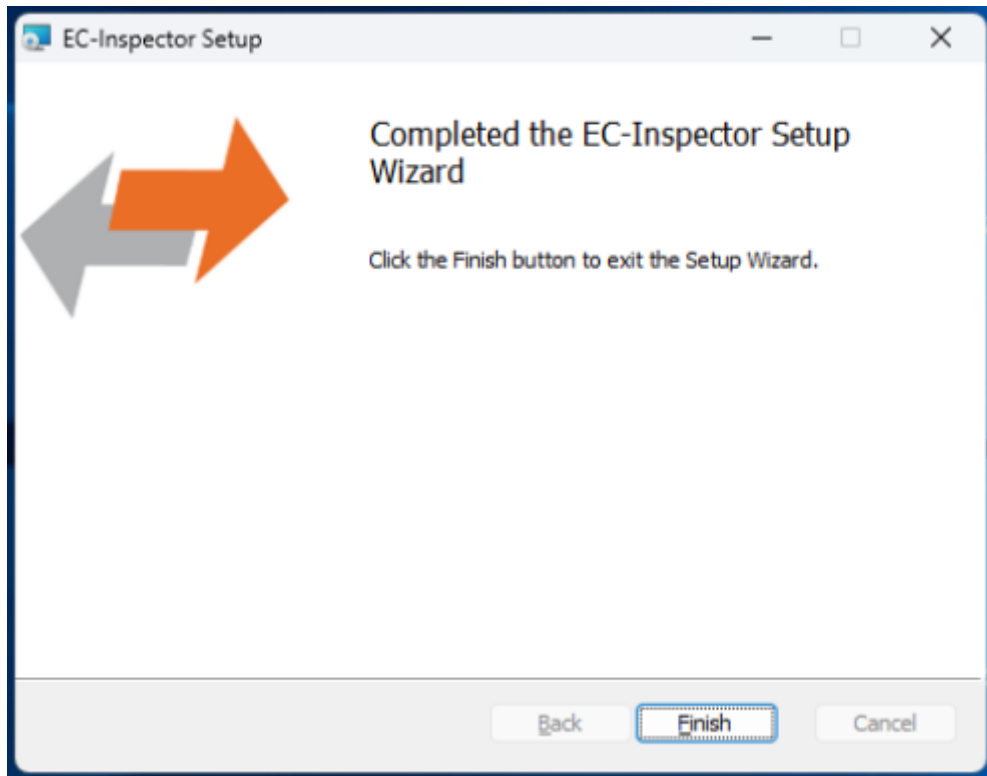 EC-Inspector Setup
Completed the EC-Inspector Setup
Wizard
Click the Finish button to exit the Setup Wizard.
Back
Finish
Cancel